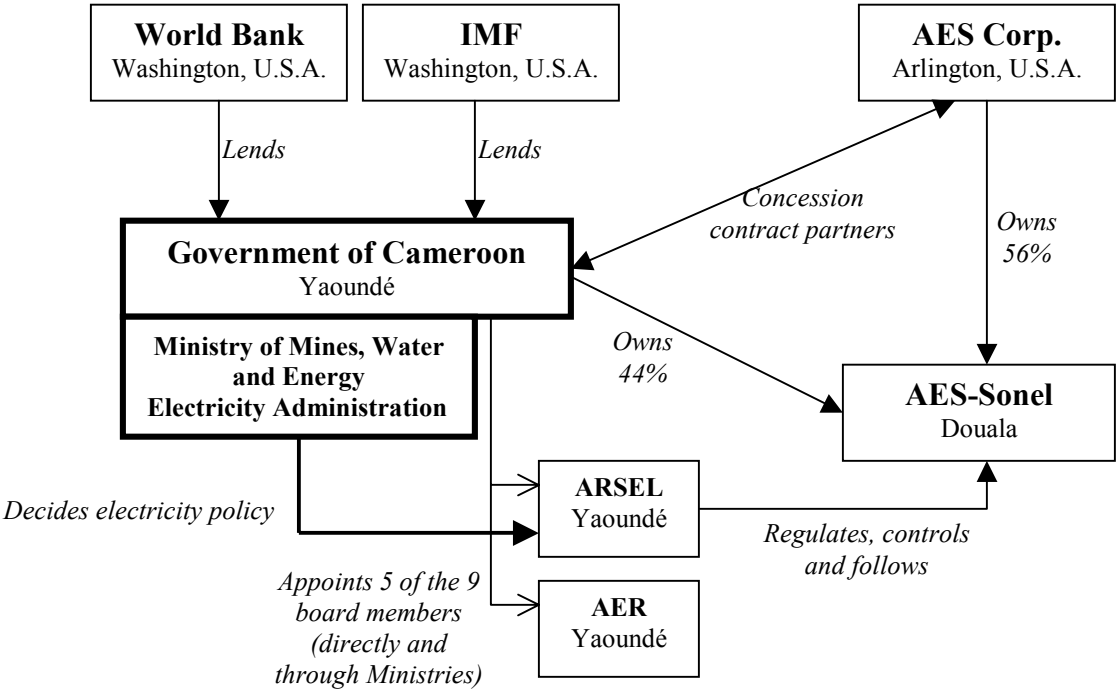 World Bank
Washington, U.S.A.
IMF
Washington, U.S.A.
AES Corp.
Arlington, U.S.A.
Lends
Lends
Concession
contract partners
Owns
56%
Government of Cameroon
Yaoundé
Ministry of Mines, Water
and Energy
Electricity Administration
Owns
44%
AES-Sonel
Douala
Decides electricity policy
ARSEL
Yaoundé
Regulates, controls
and follows
Appoints 5 of the 9
board members
(directly and
through Ministries)
AER
Yaoundé